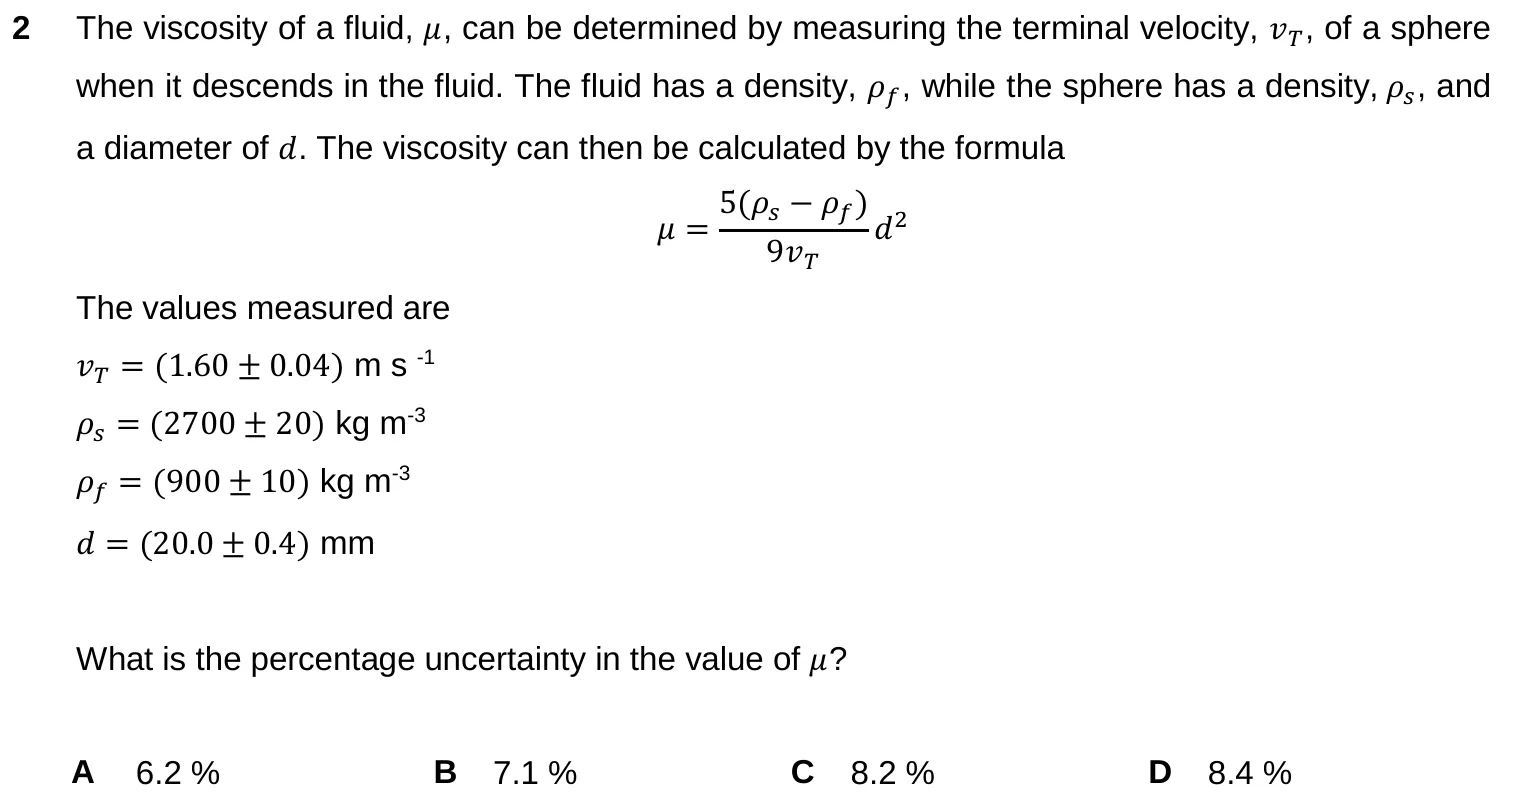 2 The viscosity of a fluid, μ, can be determined by measuring the terminal velocity, v_T, of a sphere
when it descends in the fluid. The fluid has a density, ρ_f, while the sphere has a density, ρ_s, and
a diameter of d. The viscosity can then be calculated by the formula
μ = \frac{5(ρ_s − ρ_f)}{9v_T} d²
The values measured are
v_T = (1.60 ± 0.04) m s ⁻¹
ρ_s = (2700 ± 20) kg m⁻³
ρ_f = (900 ± 10) kg m⁻³
d = (20.0 ± 0.4) mm
What is the percentage uncertainty in the value of μ?
A 6.2 % B 7.1 % C 8.2 % D 8.4 %